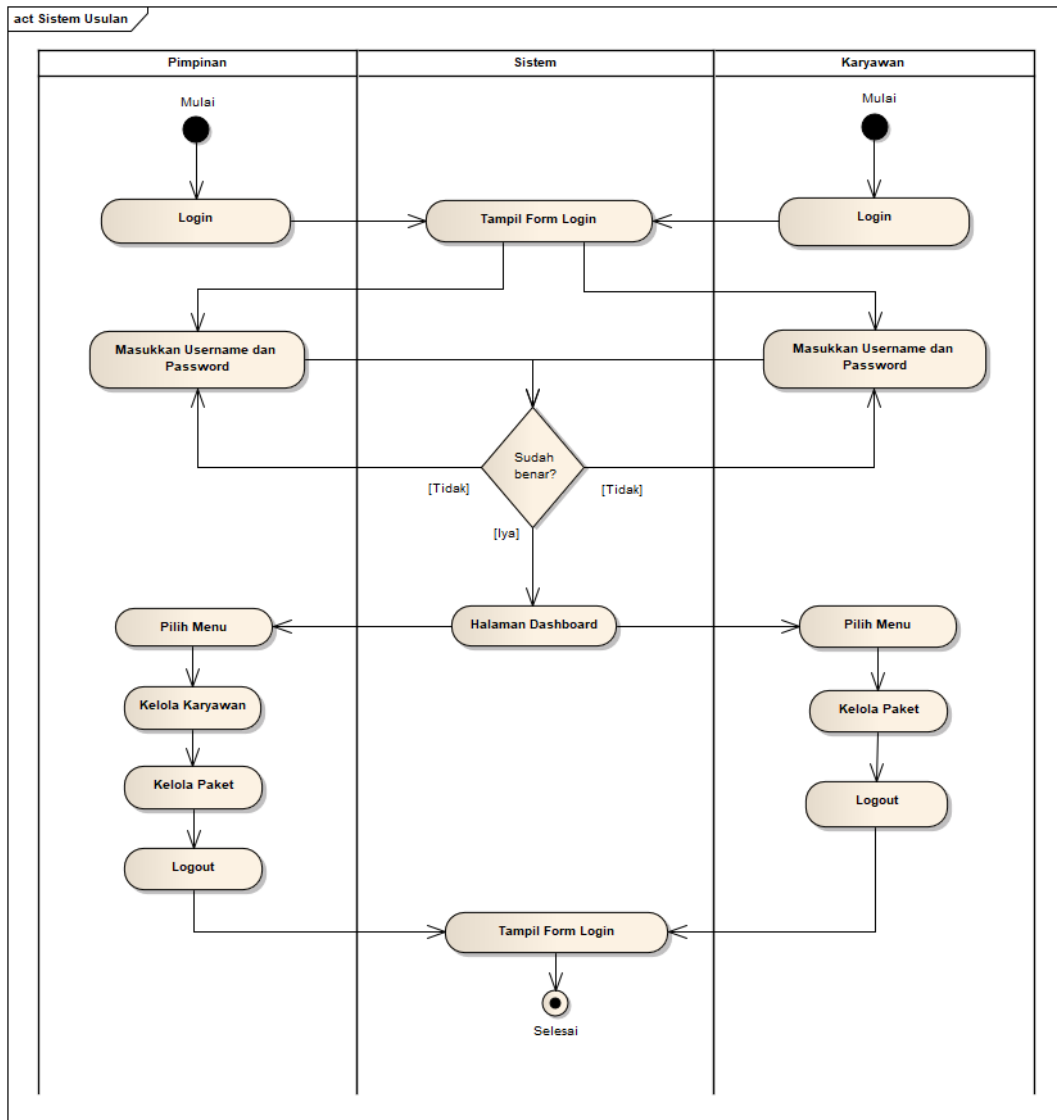 act Sistem Usulan
Pimpinan
Sistem
Karyawan
Mulai
Mulai
Login
Tampil Form Login
Login
Masukkan Username dan
Password
Masukkan Username dan
Password
Sudah
benar?
[Tidak]
[Tidak]
[Iya]
Pilih Menu
Halaman Dashboard
Pilih Menu
Kelola Karyawan
Kelola Paket
Kelola Paket
Logout
Logout
Tampil Form Login
Selesai